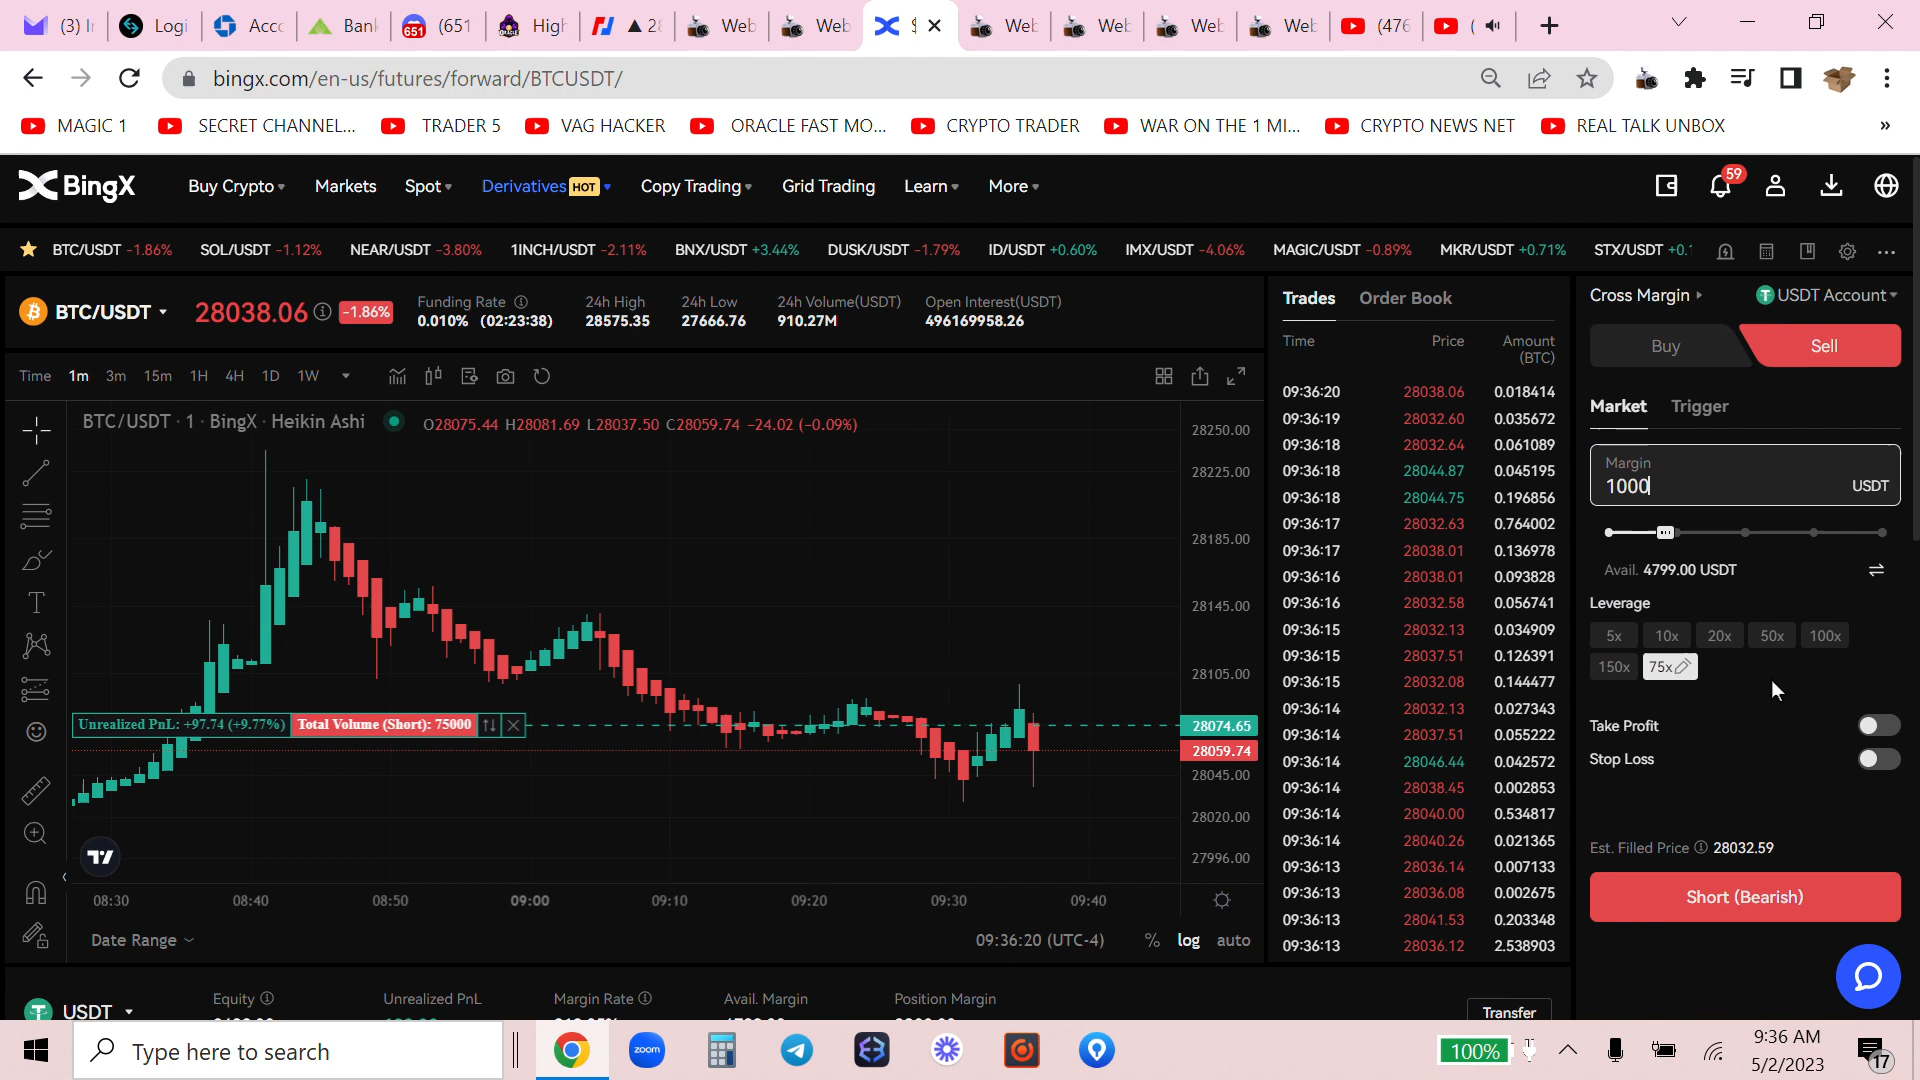 (3) I
Logi
Acc
Bank
(651
High
▲ 28
Web
Web
$
Web
Web
Web
Web
(476
(
bingx.com/en-us/futures/forward/BTCUSDT/
MAGIC 1
SECRET CHANNEL...
TRADER 5
VAG HACKER
ORACLE FAST MO...
CRYPTO TRADER
WAR ON THE 1 MI...
CRYPTO NEWS NET
REAL TALK UNBOX
»
BingX
Buy Crypto
Markets
Spot
Derivatives HOT
Copy Trading
Grid Trading
Learn
More
59
BTC/USDT -1.86%
SOL/USDT -1.12%
NEAR/USDT -3.80%
1INCH/USDT -2.11%
BNX/USDT +3.44%
DUSK/USDT -1.79%
ID/USDT +0.60%
IMX/USDT -4.06%
MAGIC/USDT -0.89%
MKR/USDT +0.71%
STX/USDT +0.1
BTC/USDT
28038.06
-1.86%
Funding Rate
0.010% (02:23:38)
24h High
28575.35
24h Low
27666.76
24h Volume(USDT)
910.27M
Open Interest(USDT)
496169958.26
Time 1m 3m 15m 1H 4H 1D 1W
BTC/USDT · 1 · BingX · Heikin Ashi
O28075.44 H28081.69 L28037.50 C28059.74 -24.02 (-0.09%)
28250.00
28225.00
28185.00
28145.00
28105.00
Unrealized PnL: +97.74 (+9.77%) Total Volume (Short): 75000
28074.65
28059.74
28045.00
28020.00
27996.00
08:30 08:40 08:50 09:00 09:10 09:20 09:30 09:40
Date Range
09:36:20 (UTC-4)
% log auto
Trades Order Book
Time Price Amount
(BTC)
09:36:20 28038.06 0.018414
09:36:19 28032.60 0.035672
09:36:18 28032.64 0.061089
09:36:18 28044.87 0.045195
09:36:18 28044.75 0.196856
09:36:17 28032.63 0.764002
09:36:17 28038.01 0.136978
09:36:16 28038.01 0.093828
09:36:16 28032.58 0.056741
09:36:15 28032.13 0.034909
09:36:15 28037.51 0.126391
09:36:15 28032.08 0.144477
09:36:14 28032.13 0.027343
09:36:14 28037.51 0.055222
09:36:14 28046.44 0.042572
09:36:14 28038.45 0.002853
09:36:14 28040.00 0.534817
09:36:14 28040.26 0.021365
09:36:13 28036.14 0.007133
09:36:13 28036.08 0.002675
09:36:13 28041.53 0.203348
09:36:13 28036.12 2.538903
Cross Margin
USDT Account
Buy Sell
Market Trigger
Margin
1000 USDT
Avail. 4799.00 USDT
Leverage
5x 10x 20x 50x 100x
150x 75x
Take Profit
Stop Loss
Est. Filled Price 28032.59
Short (Bearish)
USDT
Equity
Unrealized PnL
Margin Rate
Avail. Margin
Position Margin
Transfer
Type here to search
zoom
100%
9:36 AM
5/2/2023
17